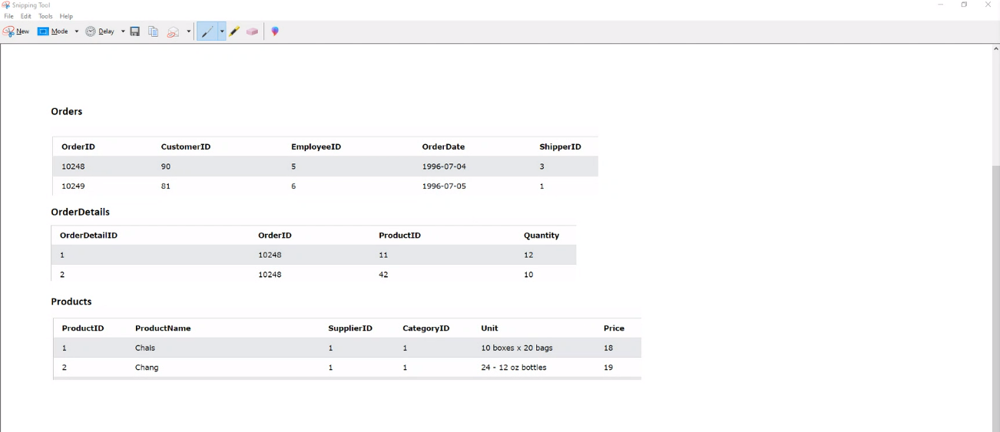 Snipping Tool
File Edit Tools Help
New Mode Delay
Orders
OrderID CustomerID EmployeeID OrderDate ShipperID
10248 90 5 1996-07-04 3
10249 81 6 1996-07-05 1
OrderDetails
OrderDetailID OrderID ProductID Quantity
1 10248 11 12
2 10248 42 10
Products
ProductID ProductName SupplierID CategoryID Unit Price
1 Chais 1 1 10 boxes x 20 bags 18
2 Chang 1 1 24 - 12 oz bottles 19